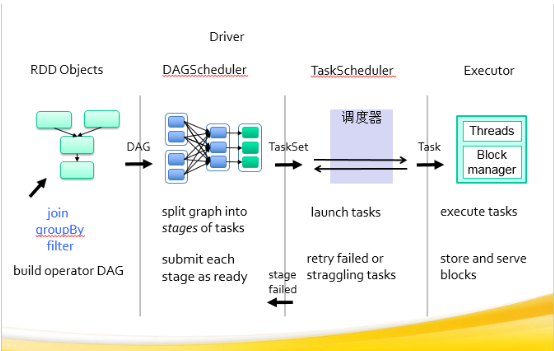 Driver
RDD Objects
DAGScheduler
TaskScheduler
Executor
调度器
Threads
Block
manager
DAG
TaskSet
Task
join
groupBy
filter
build operator DAG
split graph into
stages of tasks
submit each
stage as ready
launch tasks
retry failed or
straggling tasks
stage
failed
execute tasks
store and serve
blocks